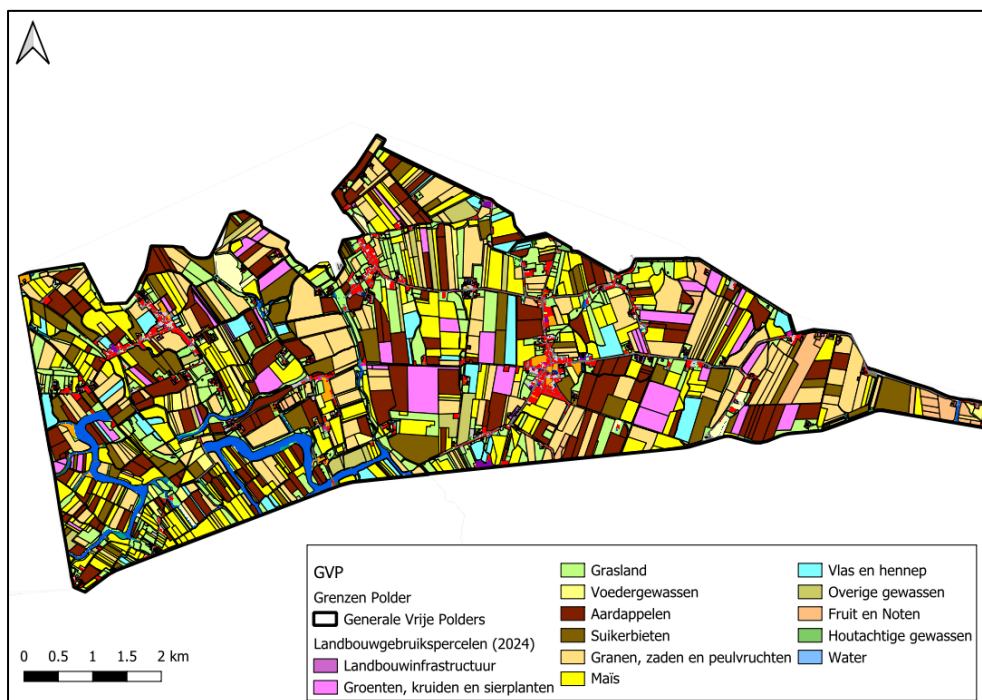 GVP
Grenzen Polder
Generale Vrije Polders
Landbouwgebruikspercelen (2024)
Landbouwinfrastructuur
Groenten, kruiden en sierplanten
Grasland
Voedergewassen
Aardappelen
Suikerbieten
Granen, zaden en peulvruchten
Maïs
Vlas en hennep
Overige gewassen
Fruit en Noten
Houtachtige gewassen
Water
0 0.5 1 1.5 2 km